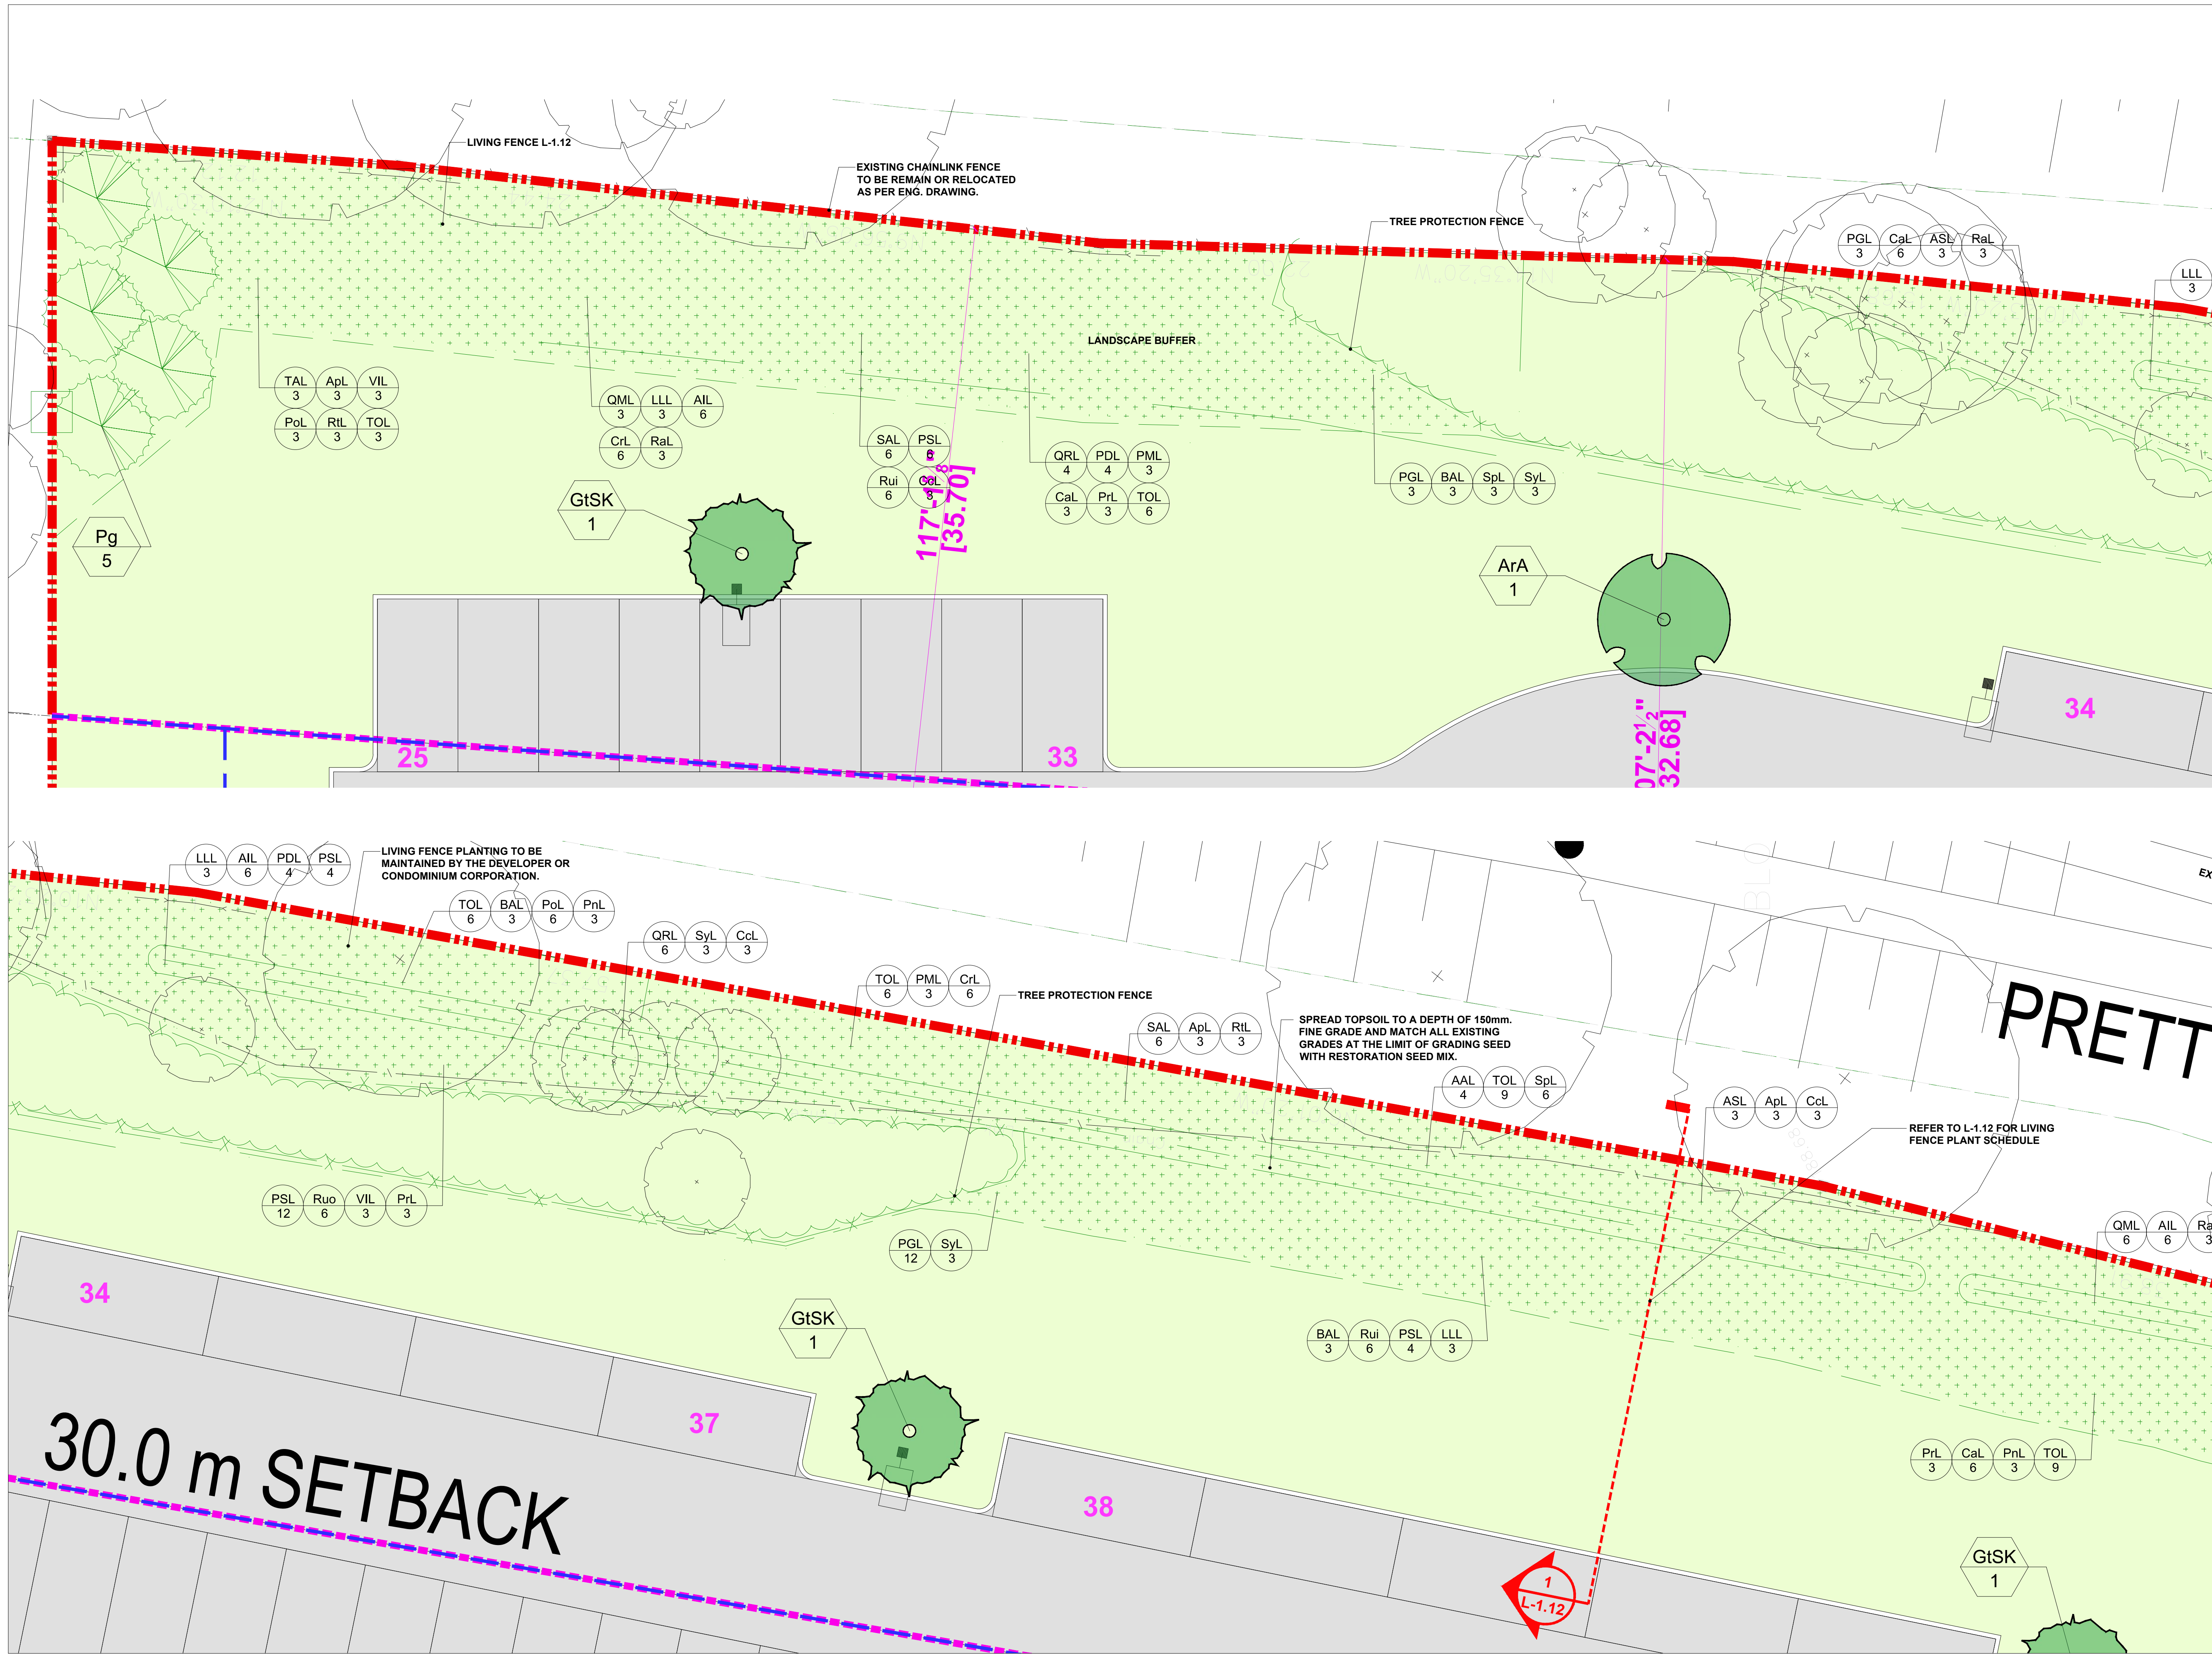 LIVING FENCE L-1.12
EXISTING CHAINLINK FENCE
TO BE REMAIN OR RELOCATED
AS PER ENG. DRAWING.
TREE PROTECTION FENCE
PGL CaL ASL RaL
3 6 3 3
LLL
3
LANDSCAPE BUFFER
TAL ApL VIL
3 3 3
PoL RtL TOL
3 3 3
QML LLL AIL
3 3 6
CrL RaL
6 3
SAL PSL
6 6
Rui CcL
6 3
QRL PDL PML
4 4 3
CaL PrL TOL
3 3 6
PGL BAL SpL SyL
3 3 3 3
Pg
5
GtSK
1
[35.70]
ArA
1
07'-2½"
32.68]
25
33
34
LLL AIL PDL PSL
3 6 4 4
LIVING FENCE PLANTING TO BE
MAINTAINED BY THE DEVELOPER OR
CONDOMINIUM CORPORATION.
TOL BAL PoL PnL
6 3 6 3
QRL SyL CcL
6 3 3
TOL PML CrL
6 3 6
TREE PROTECTION FENCE
SAL ApL RtL
6 3 3
SPREAD TOPSOIL TO A DEPTH OF 150mm.
FINE GRADE AND MATCH ALL EXISTING
GRADES AT THE LIMIT OF GRADING SEED
WITH RESTORATION SEED MIX.
AAL TOL SpL
4 9 6
ASL ApL CcL
3 3 3
REFER TO L-1.12 FOR LIVING
FENCE PLANT SCHEDULE
PRETT
EX
PSL Ruo VIL PrL
12 6 3 3
PGL SyL
12 3
QML AIL Ra
6 6 3
BAL Rui PSL LLL
3 6 4 3
GtSK
1
34
37
38
30.0 m SETBACK
PrL CaL PnL TOL
3 6 3 9
GtSK
1
1
L-1.12